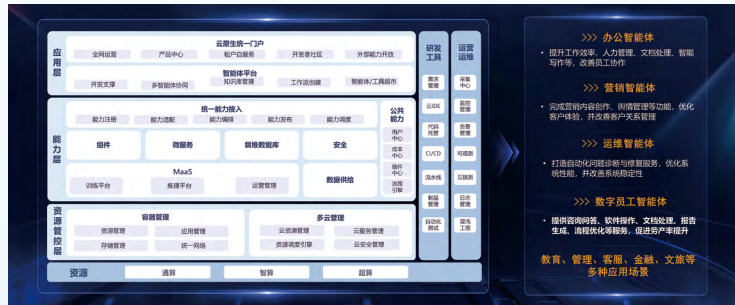 应用层
云原生统一门户
全网运营 产品中心 租户自服务 开发者社区 外部能力开放
智能体平台
开发支撑 多智能体协同 知识库管理 工作流创建 智能体/工具超市
能力层
统一能力接入
能力注册 能力适配 能力编排 能力发布 能力调度
组件 微服务 磐维数据库 安全
MaaS
训练平台 推理平台 运营管理
数据供给
公共能力
用户中心
成本中心
插件中心
流程引擎
资源管控层
容器管理
资源管理 应用管理
存储管理 统一网络
多云管理
云资源管理 云服务管理
资源调度引擎 云安全管理
资源 通算 智算 超算
研发工具
需求管理
云IDE
代码托管
CI/CD
流水线
制品管理
自动化测试
运营运维
采集中心
监控管理
告警管理
可观测
云拨测
日志管理
混沌工程
>>> 办公智能体
• 提升工作效率，人力管理、文档处理、智能
写作等，改善员工协作
>>> 营销智能体
• 完成营销内容创作、舆情管理等功能，优化
客户体验，并改善客户关系管理
>>> 运维智能体
• 打造自动化问题诊断与修复服务，优化系
统性能，并改善系统稳定性
>>> 数字员工智能体
• 提供咨询问答、软件操作、文档处理、报告
生成、流程优化等服务，促进劳产率提升
教育、管理、客服、金融、文旅等
多种应用场景